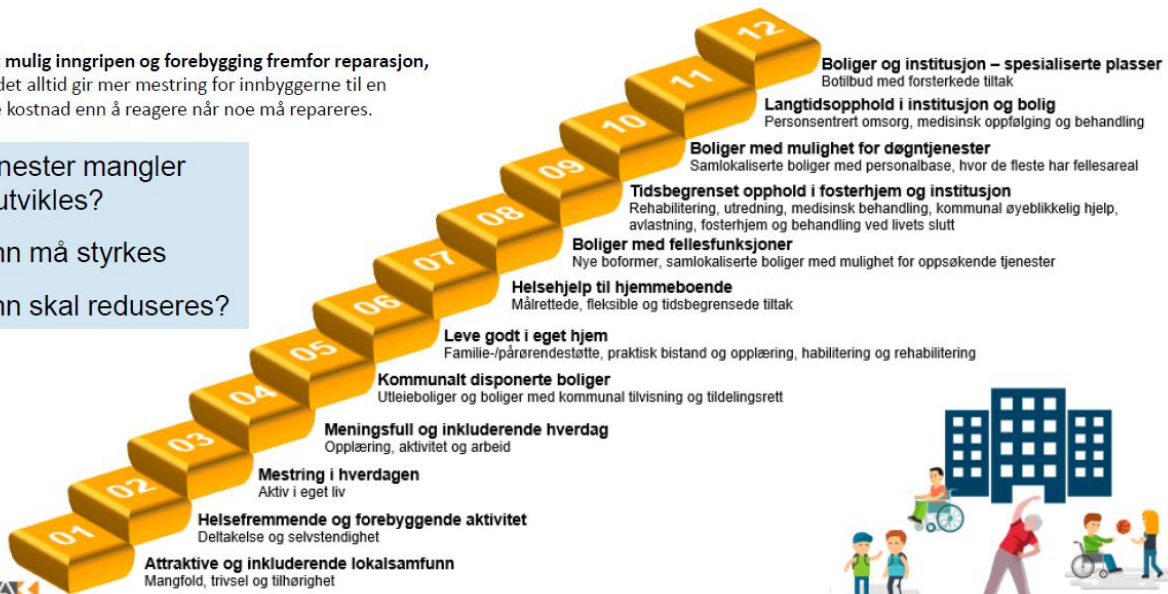 mulig inngripen og forebygging fremfor reparasjon,
det alltid gir mer mestring for innbyggerne til en
kostnad enn å reagere når noe må repareres.
mangler
utvikles?
må styrkes
skal reduseres?
12
Boliger og institusjon – spesialiserte plasser
Botilbud med forsterkede tiltak
11
Langtidsopphold i institusjon og bolig
Personsentrert omsorg, medisinsk oppfølging og behandling
10
Boliger med mulighet for døgntjenester
Samlokaliserte boliger med personalbase, hvor de fleste har fellesareal
09
Tidsbegrenset opphold i fosterhjem og institusjon
Rehabilitering, utredning, medisinsk behandling, kommunal øyeblikkelig hjelp,
avlastning, fosterhjem og behandling ved livets slutt
08
Boliger med fellesfunksjoner
Nye boformer, samlokaliserte boliger med mulighet for oppsøkende tjenester
07
Helsehjelp til hjemmeboende
Målrettede, fleksible og tidsbegrensede tiltak
06
Leve godt i eget hjem
Familie-/pårørendestøtte, praktisk bistand og opplæring, habilitering og rehabilitering
05
Kommunalt disponerte boliger
Utleieboliger og boliger med kommunal tilvisning og tildelingsrett
04
Meningsfull og inkluderende hverdag
Opplæring, aktivitet og arbeid
03
Mestring i hverdagen
Aktiv i eget liv
02
Helsefremmende og forebyggende aktivitet
Deltakelse og selvstendighet
01
Attraktive og inkluderende lokalsamfunn
Mangfold, trivsel og tilhørighet